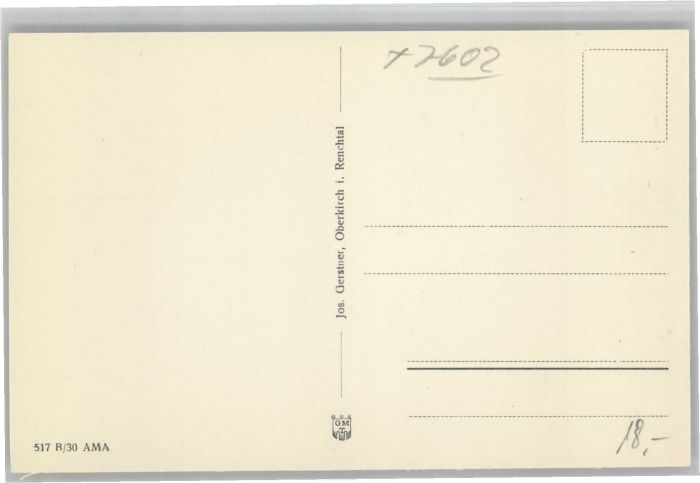 +7602
Jos. Gerstner, Oberkirch i. Renchtal
GM
517 B/30 AMA
18,-